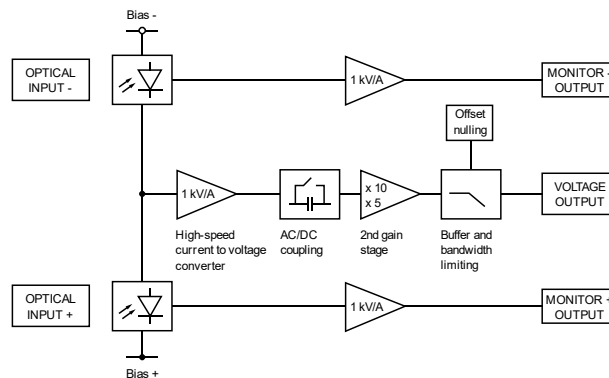 Bias -
OPTICAL
INPUT -
1 kV/A
MONITOR -
OUTPUT
Offset
nulling
1 kV/A
x 10
x 5
VOLTAGE
OUTPUT
High-speed
current to voltage
converter
AC/DC
coupling
2nd gain
stage
Buffer and
bandwidth
limiting
OPTICAL
INPUT +
1 kV/A
MONITOR +
OUTPUT
Bias +